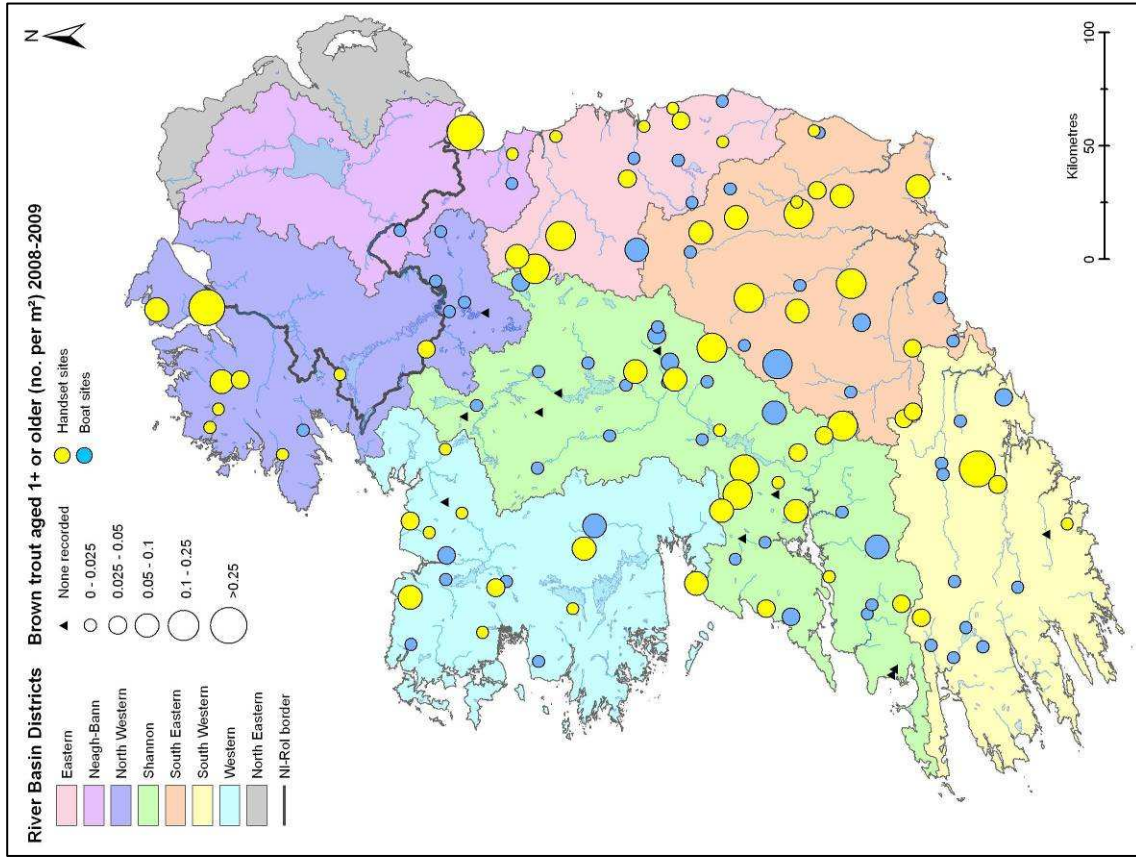 River Basin Districts
Eastern
Neagh-Bann
North Western
Shannon
South Eastern
South Western
Western
North Eastern
NI-RoI border
Brown trout aged 1+ or older (no. per m²) 2008-2009
None recorded
0 - 0.025
0.025 - 0.05
0.05 - 0.1
0.1 - 0.25
>0.25
Handset sites
Boat sites
N
0 50 100
Kilometres